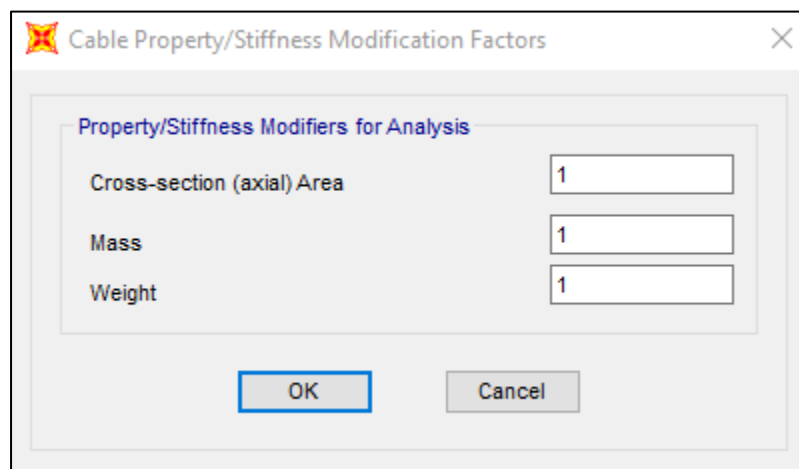 Cable Property/Stiffness Modification Factors
Property/Stiffness Modifiers for Analysis
Cross-section (axial) Area 1
Mass 1
Weight 1
OK Cancel